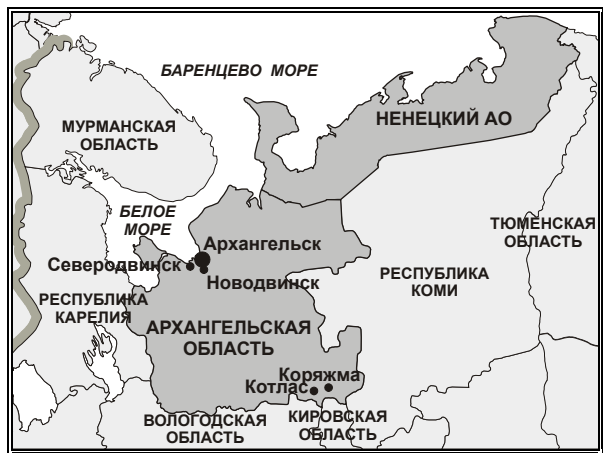 БАРЕНЦЕВО МОРЕ
НЕНЕЦКИЙ АО
МУРМАНСКАЯ
ОБЛАСТЬ
БЕЛОЕ
МОРЕ
ТЮМЕНСКАЯ
ОБЛАСТЬ
Архангельск
Северодвинск
Новодвинск
РЕСПУБЛИКА
КОМИ
РЕСПУБЛИКА
КАРЕЛИЯ
АРХАНГЕЛЬСКАЯ
ОБЛАСТЬ
Коряжма
Котлас
ВОЛОГОДСКАЯ
ОБЛАСТЬ
КИРОВСКАЯ
ОБЛАСТЬ